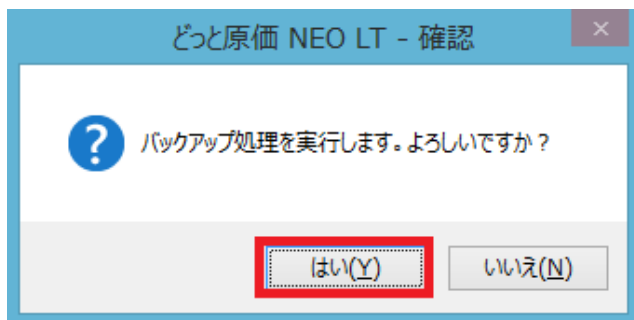 どっと原価 NEO LT - 確認
バックアップ処理を実行します。よろしいですか？
はい(Y)
いいえ(N)